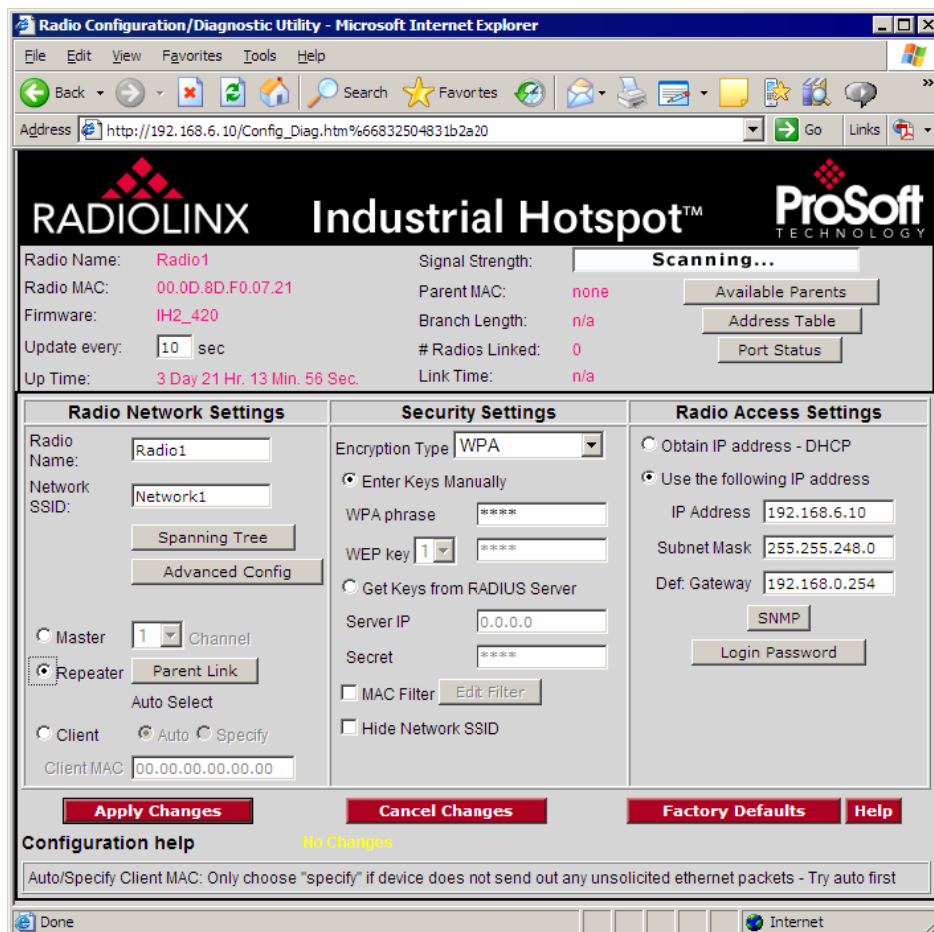 Radio Configuration/Diagnostic Utility - Microsoft Internet Explorer
File Edit View Favorites Tools Help
Back Search Favortes
Address http://192.168.6.10/Config_Diag.htm%66832504831b2a20 Go Links
RADIOLINX Industrial Hotspot™ ProSoft
TECHNOLOGY
Radio Name: Radio1 Signal Strength: Scanning...
Radio MAC: 00.0D.8D.F0.07.21 Parent MAC: none Available Parents
Firmware: IH2_420 Branch Length: n/a Address Table
Update every: 10 sec # Radios Linked: 0 Port Status
Up Time: 3 Day 21 Hr. 13 Min. 56 Sec. Link Time: n/a
Radio Network Settings Security Settings Radio Access Settings
Radio Name: Radio1
Network SSID: Network1
Spanning Tree
Advanced Config
Master 1 Channel
Repeater Parent Link
Auto Select
Client Auto Specify
Client MAC 00.00.00.00.00.00
Encryption Type WPA
Enter Keys Manually
WPA phrase ****
WEP key 1 ****
Get Keys from RADIUS Server
Server IP 0.0.0.0
Secret ****
MAC Filter Edit Filter
Hide Network SSID
Obtain IP address - DHCP
Use the following IP address
IP Address 192.168.6.10
Subnet Mask 255.255.248.0
Def: Gateway 192.168.0.254
SNMP
Login Password
Apply Changes Cancel Changes Factory Defaults Help
Configuration help No Changes
Auto/Specify Client MAC: Only choose "specify" if device does not send out any unsolicited ethernet packets - Try auto first
Done Internet